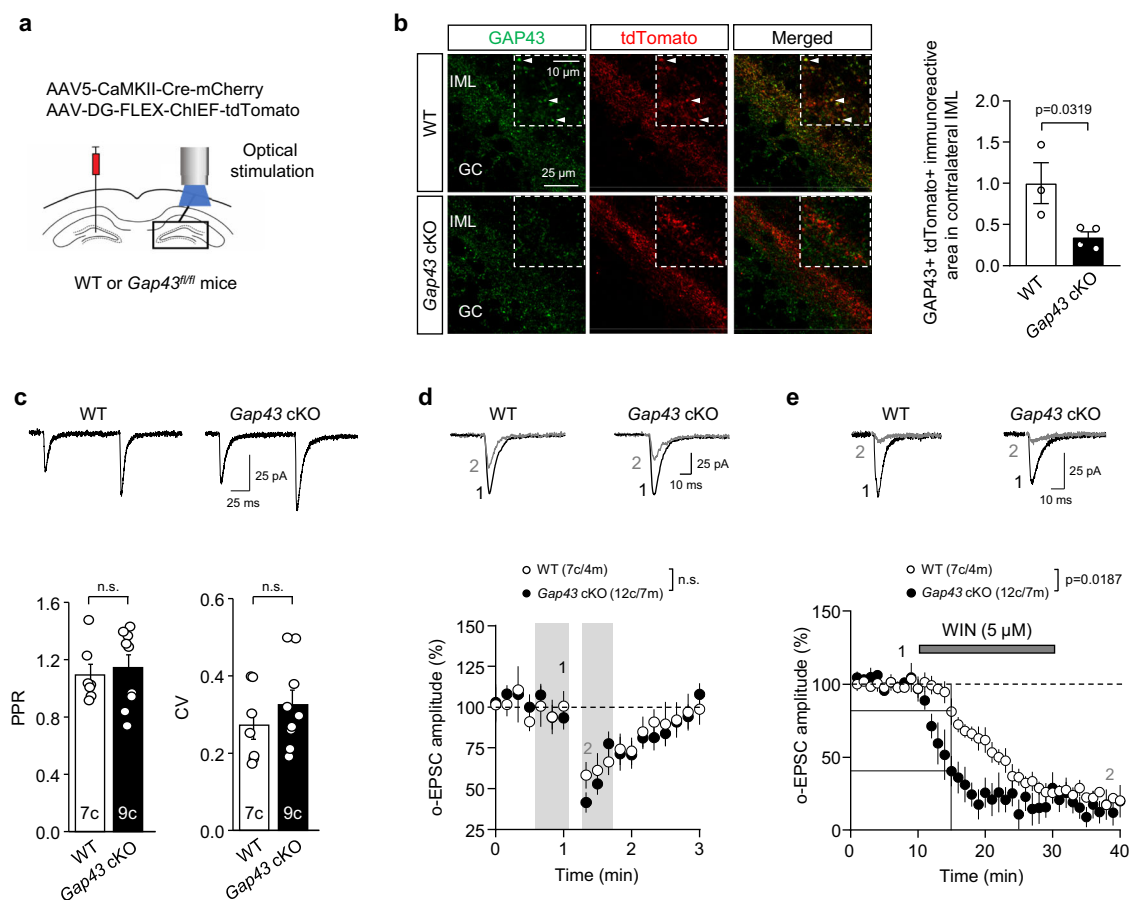 a
AAV5-CaMKII-Cre-mCherry
AAV-DG-FLEX-ChIEF-tdTomato
Optical
stimulation
WT or Gap43fl/fl mice
b
GAP43
tdTomato
Merged
WT
IML
10 µm
GC
25 µm
Gap43 cKO
IML
GC
GAP43+ tdTomato+ immunoreactive
area in contralateral IML
p=0.0319
2.0
1.5
1.0
0.5
0.0
WT
Gap43 cKO
c
WT
Gap43 cKO
25 pA
25 ms
n.s.
PPR
1.6
1.2
0.8
0.4
0.0
7c
9c
WT
Gap43 cKO
n.s.
CV
0.6
0.4
0.2
0.0
7c
9c
WT
Gap43 cKO
d
WT
Gap43 cKO
2
1
2
1
25 pA
10 ms
WT (7c/4m)
Gap43 cKO (12c/7m)
n.s.
o-EPSC amplitude (%)
150
125
100
75
50
25
1
2
0 1 2 3
Time (min)
e
WT
Gap43 cKO
2
1
2
1
25 pA
10 ms
WT (7c/4m)
Gap43 cKO (12c/7m)
p=0.0187
WIN (5 µM)
o-EPSC amplitude (%)
150
100
50
0
1
2
0 10 20 30 40
Time (min)